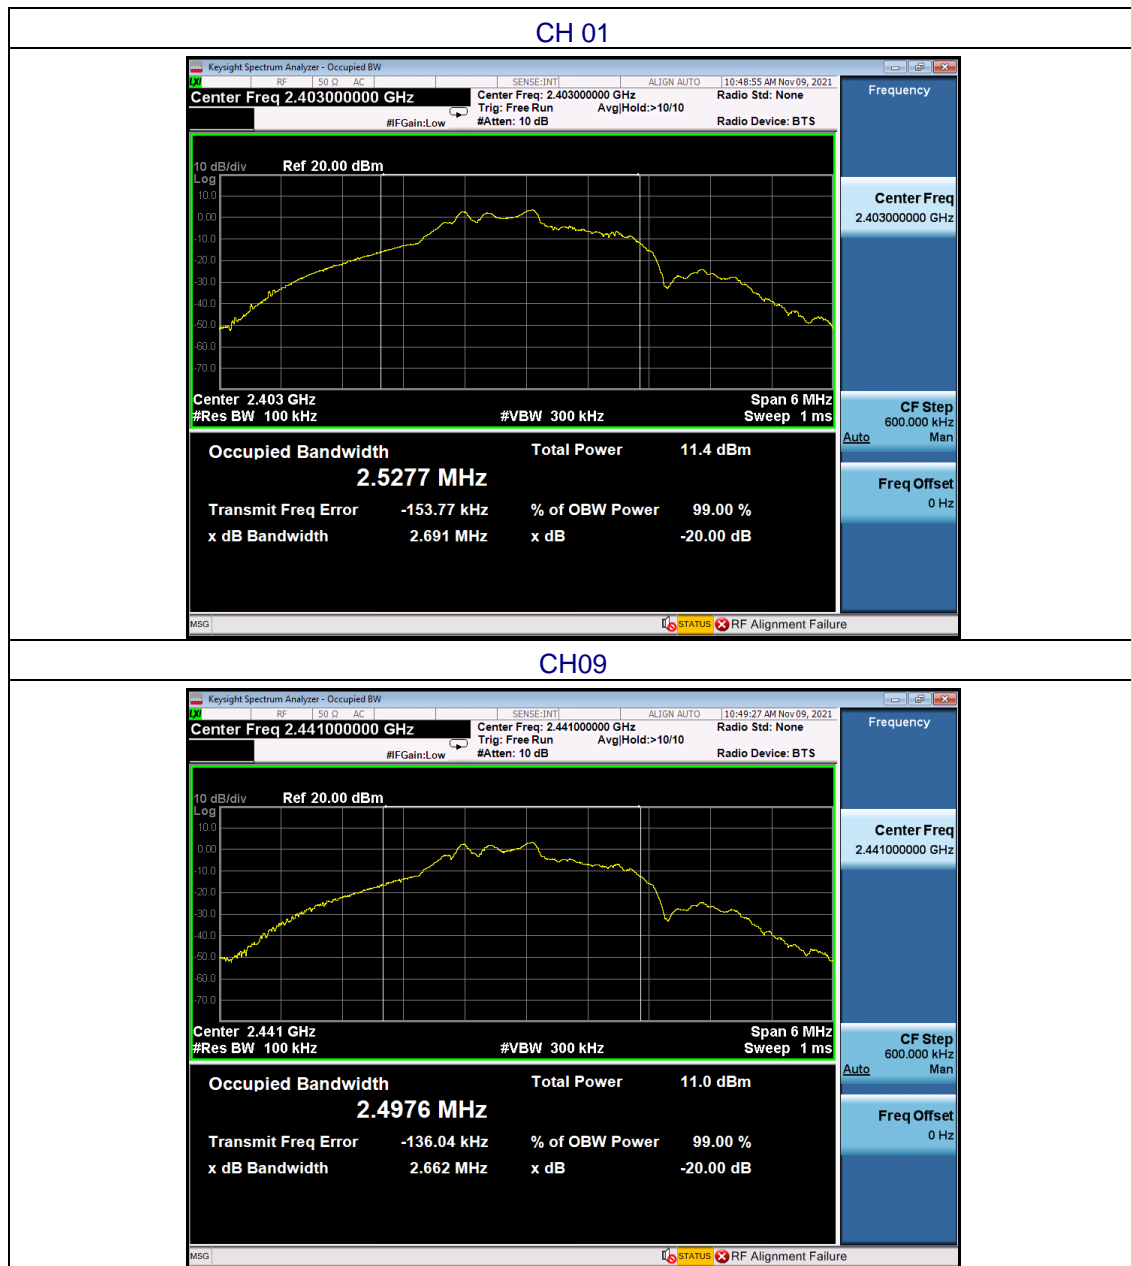 CH 01
Keysight Spectrum Analyzer - Occupied BW
LXI RF 50 Ω AC SENSE:INT ALIGN AUTO 10:48:55 AM Nov 09, 2021
Center Freq 2.403000000 GHz
Center Freq: 2.403000000 GHz Radio Std: None
Trig: Free Run Avg|Hold:>10/10
#IFGain:Low #Atten: 10 dB Radio Device: BTS
Frequency
10 dB/div Ref 20.00 dBm
Log
10.0
0.00
-10.0
-20.0
-30.0
-40.0
-50.0
-60.0
-70.0
Center 2.403 GHz Span 6 MHz
#Res BW 100 kHz #VBW 300 kHz Sweep 1 ms
Center Freq
2.403000000 GHz
CF Step
600.000 kHz
Auto Man
Freq Offset
0 Hz
Occupied Bandwidth Total Power 11.4 dBm
2.5277 MHz
Transmit Freq Error -153.77 kHz % of OBW Power 99.00 %
x dB Bandwidth 2.691 MHz x dB -20.00 dB
MSG STATUS RF Alignment Failure
CH09
Keysight Spectrum Analyzer - Occupied BW
LXI RF 50 Ω AC SENSE:INT ALIGN AUTO 10:49:27 AM Nov 09, 2021
Center Freq 2.441000000 GHz
Center Freq: 2.441000000 GHz Radio Std: None
Trig: Free Run Avg|Hold:>10/10
#IFGain:Low #Atten: 10 dB Radio Device: BTS
Frequency
10 dB/div Ref 20.00 dBm
Log
10.0
0.00
-10.0
-20.0
-30.0
-40.0
-50.0
-60.0
-70.0
Center 2.441 GHz Span 6 MHz
#Res BW 100 kHz #VBW 300 kHz Sweep 1 ms
Center Freq
2.441000000 GHz
CF Step
600.000 kHz
Auto Man
Freq Offset
0 Hz
Occupied Bandwidth Total Power 11.0 dBm
2.4976 MHz
Transmit Freq Error -136.04 kHz % of OBW Power 99.00 %
x dB Bandwidth 2.662 MHz x dB -20.00 dB
MSG STATUS RF Alignment Failure